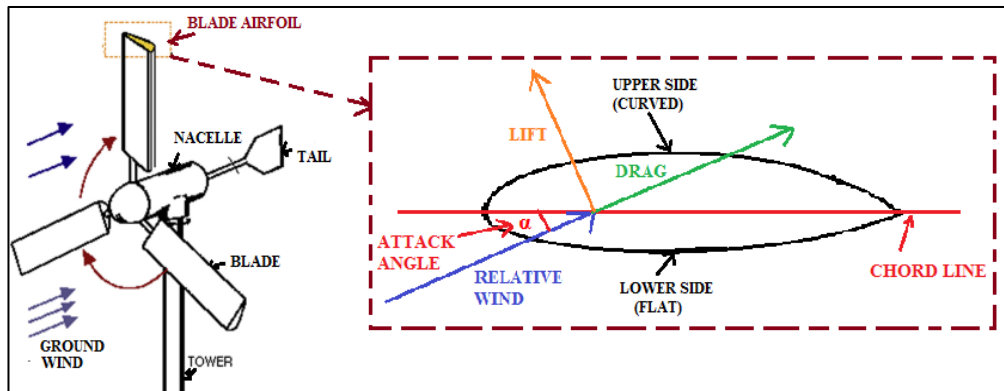 BLADE AIRFOIL
NACELLE
TAIL
BLADE
GROUND
WIND
TOWER
UPPER SIDE
(CURVED)
LIFT
DRAG
α
ATTACK
ANGLE
RELATIVE
WIND
CHORD LINE
LOWER SIDE
(FLAT)